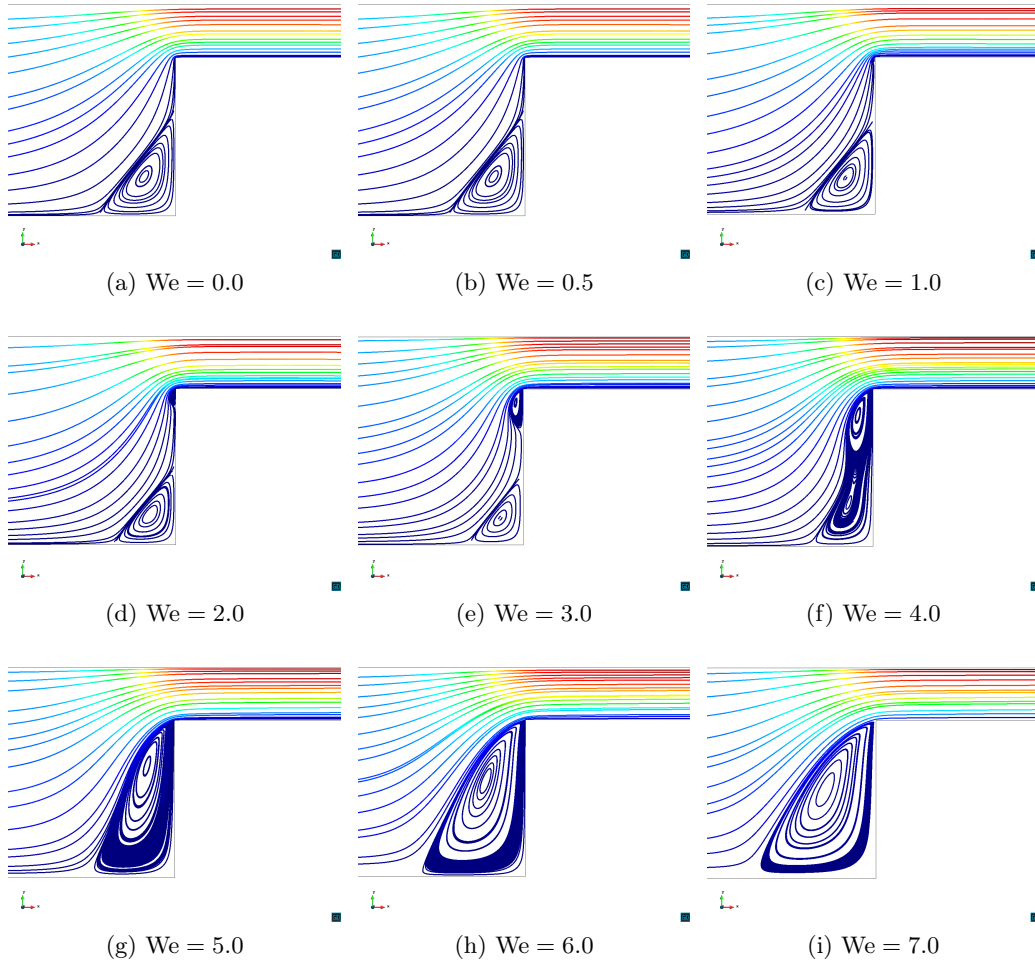 (a) We = 0.0
(b) We = 0.5
(c) We = 1.0
(d) We = 2.0
(e) We = 3.0
(f) We = 4.0
(g) We = 5.0
(h) We = 6.0
(i) We = 7.0